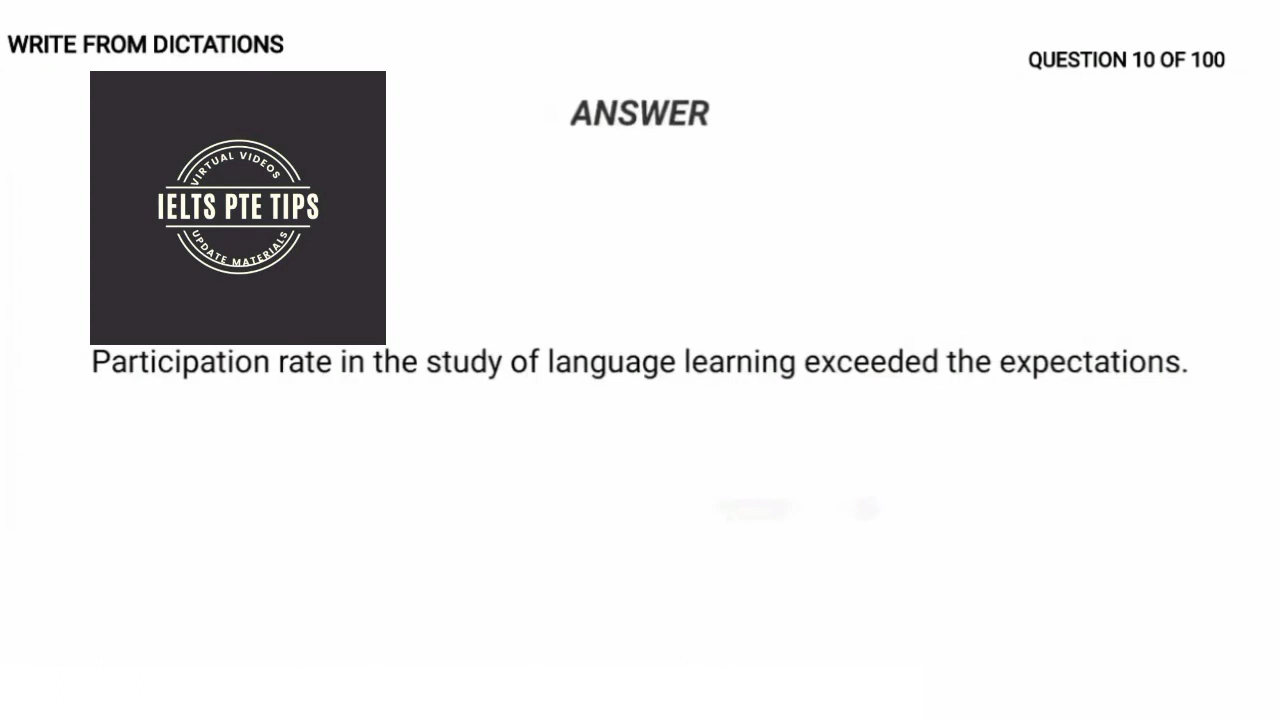 WRITE FROM DICTATIONS
QUESTION 10 OF 100
ANSWER
VIRTUAL VIDEOS
IELTS PTE TIPS
UPDATE MATERIALS
Participation rate in the study of language learning exceeded the expectations.